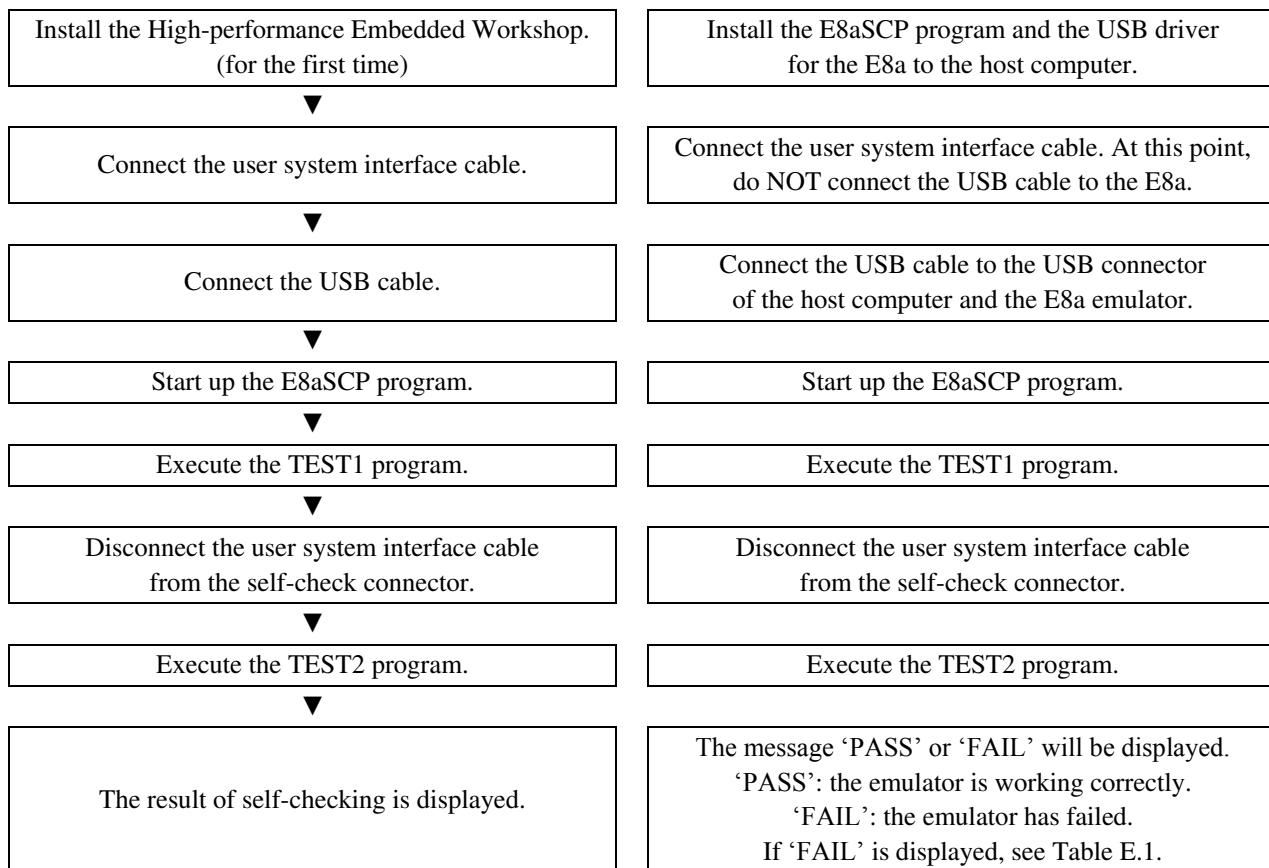 Install the High-performance Embedded Workshop.
(for the first time)
Install the E8aSCP program and the USB driver
for the E8a to the host computer.
▼
Connect the user system interface cable.
Connect the user system interface cable. At this point,
do NOT connect the USB cable to the E8a.
▼
Connect the USB cable.
Connect the USB cable to the USB connector
of the host computer and the E8a emulator.
▼
Start up the E8aSCP program.
Start up the E8aSCP program.
▼
Execute the TEST1 program.
Execute the TEST1 program.
▼
Disconnect the user system interface cable
from the self-check connector.
Disconnect the user system interface cable
from the self-check connector.
▼
Execute the TEST2 program.
Execute the TEST2 program.
▼
The result of self-checking is displayed.
The message ‘PASS’ or ‘FAIL’ will be displayed.
‘PASS’: the emulator is working correctly.
‘FAIL’: the emulator has failed.
If ‘FAIL’ is displayed, see Table E.1.